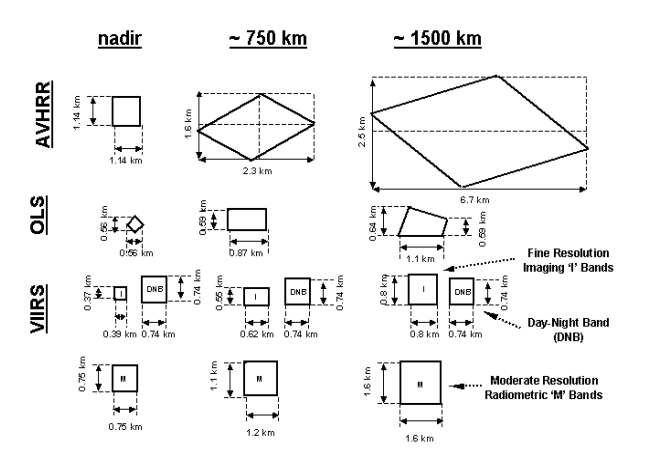 nadir
~ 750 km
~ 1500 km
AVHRR
1.14 km
1.14 km
1.6 km
2.3 km
2.5 km
6.7 km
OLS
0.56 km
0.56 km
0.59 km
0.87 km
0.64 km
0.59 km
1.1 km
Fine Resolution
Imaging 'I' Bands
VIIRS
0.37 km
I
DNB
0.74 km
0.39 km
0.74 km
0.65 km
I
DNB
0.74 km
0.62 km
0.74 km
0.8 km
I
DNB
0.74 km
0.8 km
0.74 km
Day-Night Band
(DNB)
0.75 km
M
0.75 km
1.1 km
M
1.2 km
1.6 km
M
1.6 km
Moderate Resolution
Radiometric 'M' Bands